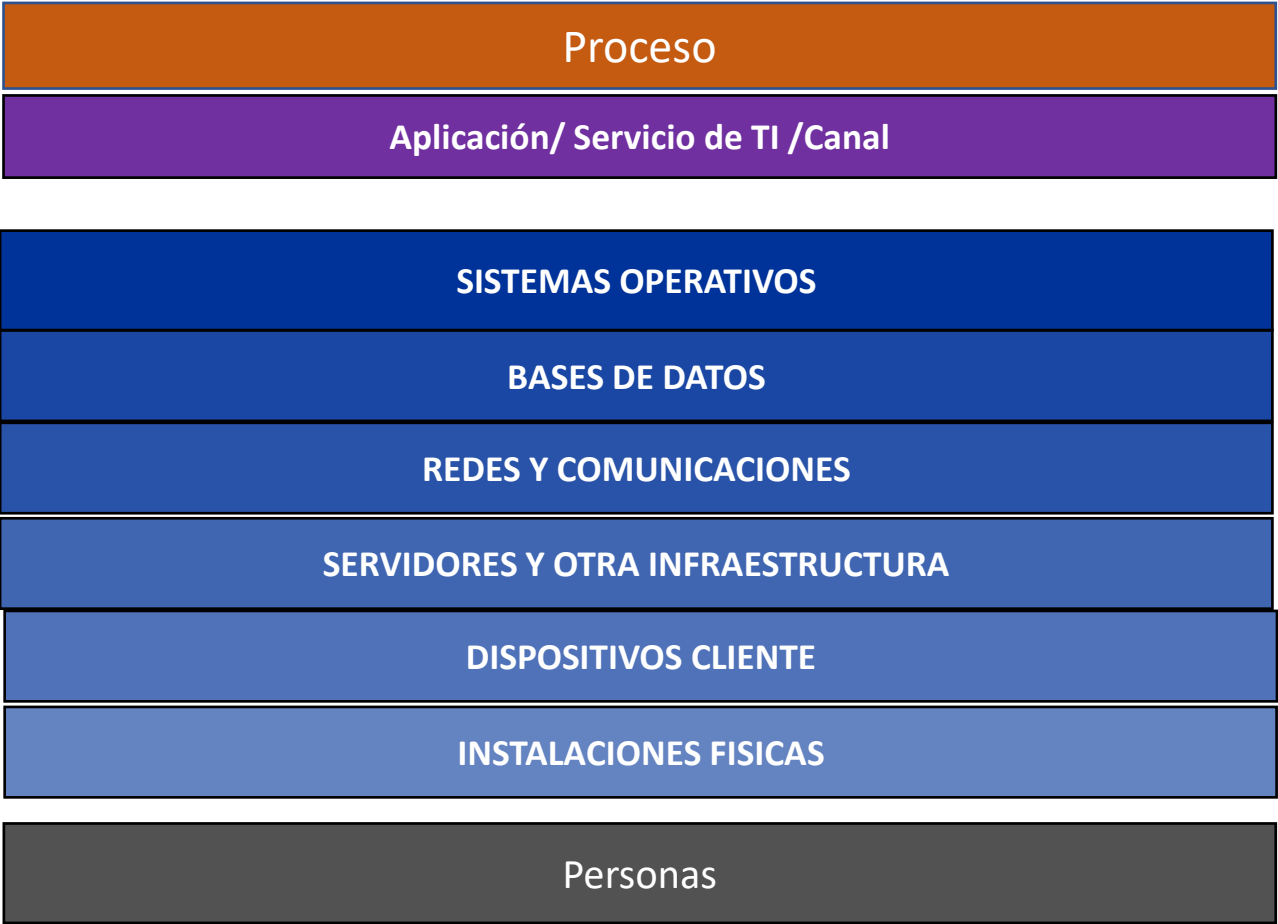 Proceso
Aplicación/ Servicio de TI /Canal
SISTEMAS OPERATIVOS
BASES DE DATOS
REDES Y COMUNICACIONES
SERVIDORES Y OTRA INFRAESTRUCTURA
DISPOSITIVOS CLIENTE
INSTALACIONES FISICAS
Personas